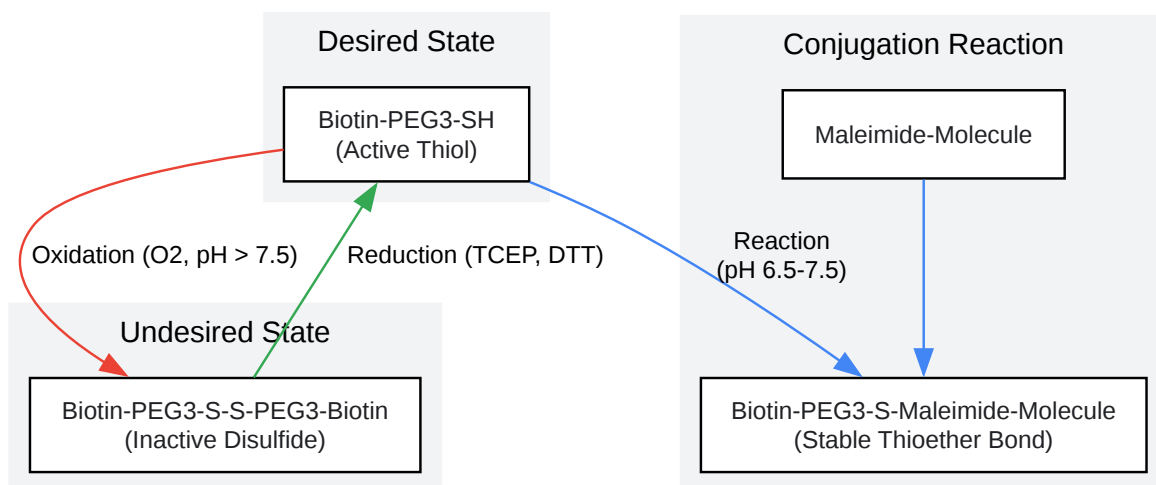 Desired State
Conjugation Reaction
Biotin-PEG3-SH
(Active Thiol)
Maleimide-Molecule
Oxidation (O2, pH > 7.5)
Reduction (TCEP, DTT)
Reaction
(pH 6.5-7.5)
Undesired State
Biotin-PEG3-S-S-PEG3-Biotin
(Inactive Disulfide)
Biotin-PEG3-S-Maleimide-Molecule
(Stable Thioether Bond)